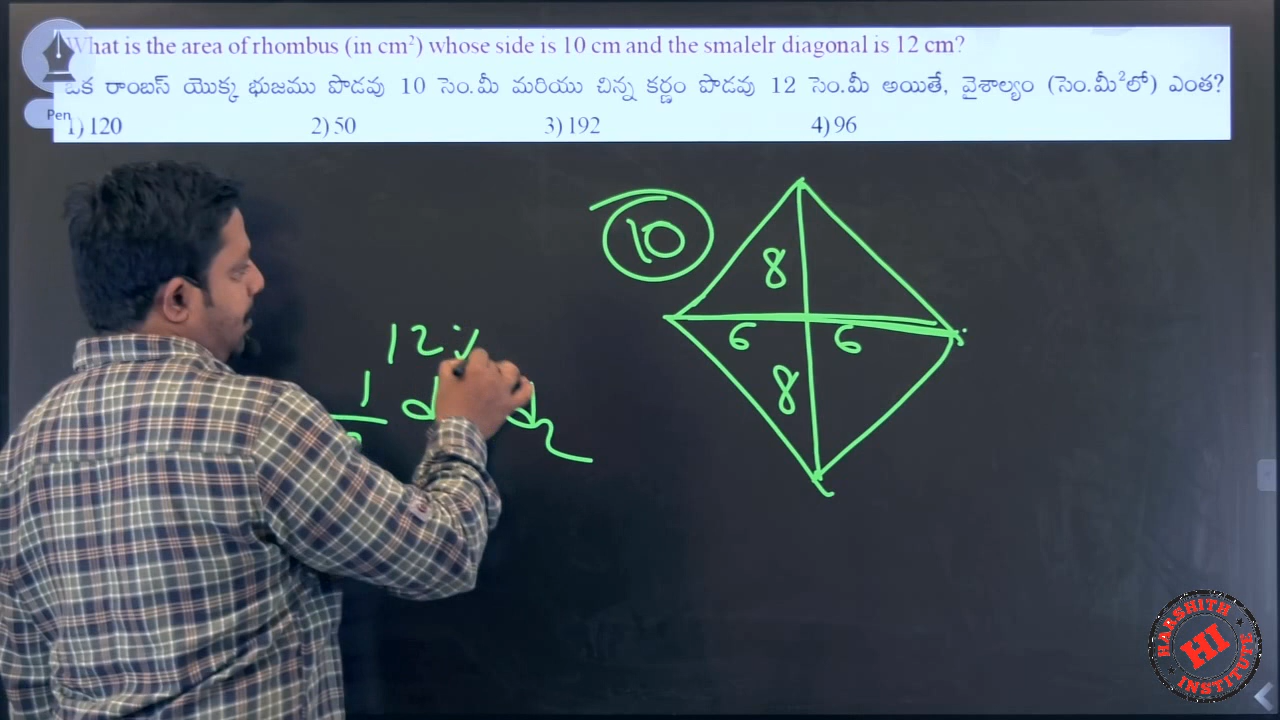 What is the area of rhombus (in cm²) whose side is 10 cm and the smalelr diagonal is 12 cm?
ఒక రాంబస్ యొక్క భుజము పొడవు 10 సెం.మీ మరియు చిన్న కర్ణం పొడవు 12 సెం.మీ అయితే, వైశాల్యం (సెం.మీ²లో) ఎంత?
Pen
1) 120 2) 50 3) 192 4) 96
10
8
6 6
8
12
1
HARSHITH
HI
INSTITUTE